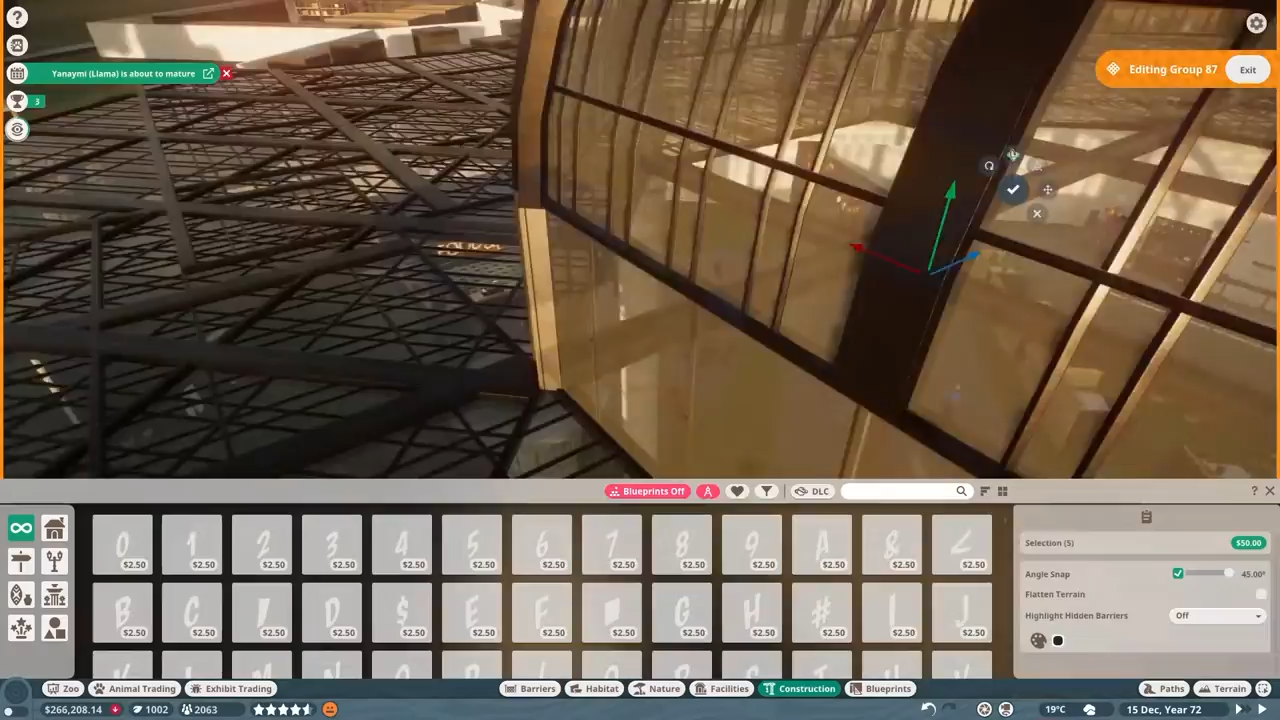 ?
Yanaymi (Llama) is about to mature
3
Editing Group 87
Exit
Blueprints Off
DLC
?
0 $2.50
1 $2.50
2 $2.50
3 $2.50
4 $2.50
5 $2.50
6 $2.50
7 $2.50
8 $2.50
9 $2.50
A $2.50
& $2.50
$2.50
B $2.50
C $2.50
$2.50
D $2.50
$ $2.50
E $2.50
F $2.50
$2.50
G $2.50
H $2.50
# $2.50
I $2.50
J $2.50
Selection (5)
$50.00
Angle Snap
45.00°
Flatten Terrain
Highlight Hidden Barriers
Off
Zoo
Animal Trading
Exhibit Trading
Barriers
Habitat
Nature
Facilities
Construction
Blueprints
Paths
Terrain
$266,208.14
1002
2063
19°C
15 Dec, Year 72